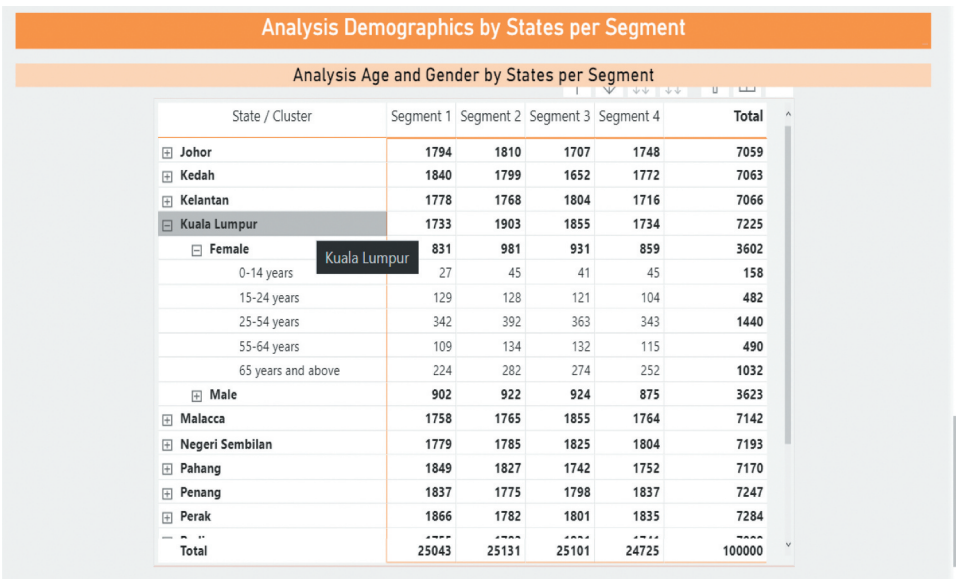 Analysis Demographics by States per Segment
Analysis Age and Gender by States per Segment
State / Cluster Segment 1 Segment 2 Segment 3 Segment 4 Total
Johor 1794 1810 1707 1748 7059
Kedah 1840 1799 1652 1772 7063
Kelantan 1778 1768 1804 1716 7066
Kuala Lumpur 1733 1903 1855 1734 7225
Female 831 981 931 859 3602
Kuala Lumpur
0-14 years 27 45 41 45 158
15-24 years 129 128 121 104 482
25-54 years 342 392 363 343 1440
55-64 years 109 134 132 115 490
65 years and above 224 282 274 252 1032
Male 902 922 924 875 3623
Malacca 1758 1765 1855 1764 7142
Negeri Sembilan 1779 1785 1825 1804 7193
Pahang 1849 1827 1742 1752 7170
Penang 1837 1775 1798 1837 7247
Perak 1866 1782 1801 1835 7284
Total 25043 25131 25101 24725 100000